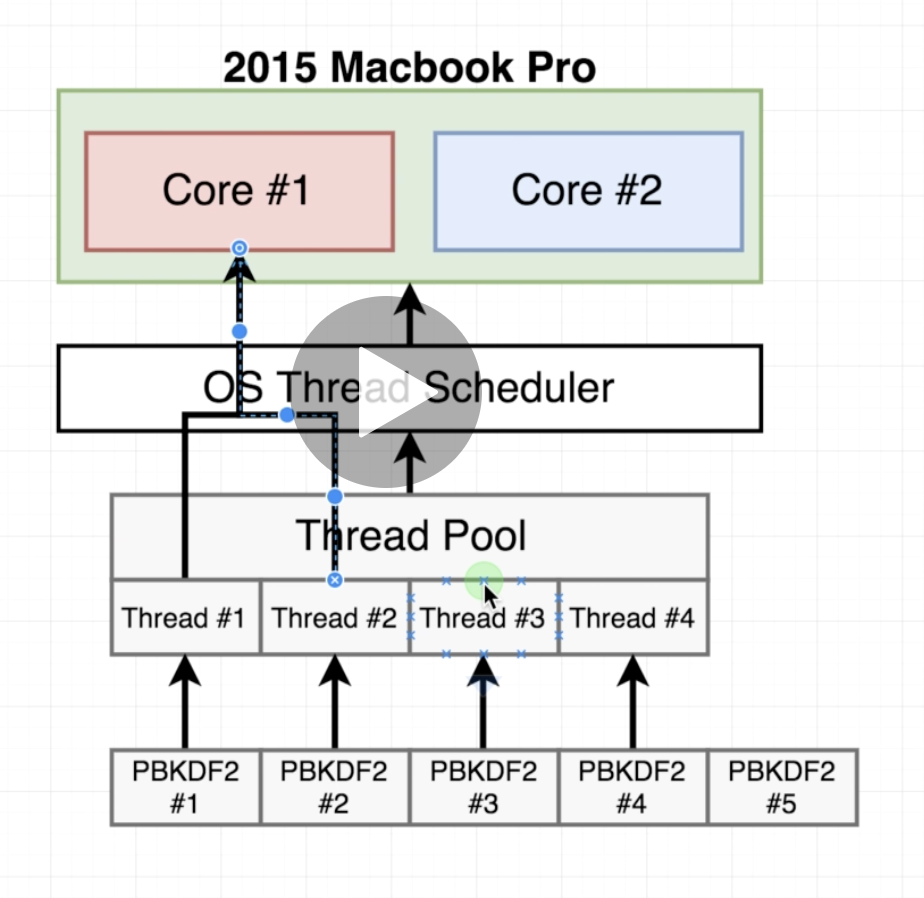 2015 Macbook Pro
Core #1
Core #2
OS Thread Scheduler
Thread Pool
Thread #1
Thread #2
Thread #3
Thread #4
PBKDF2
#1
PBKDF2
#2
PBKDF2
#3
PBKDF2
#4
PBKDF2
#5